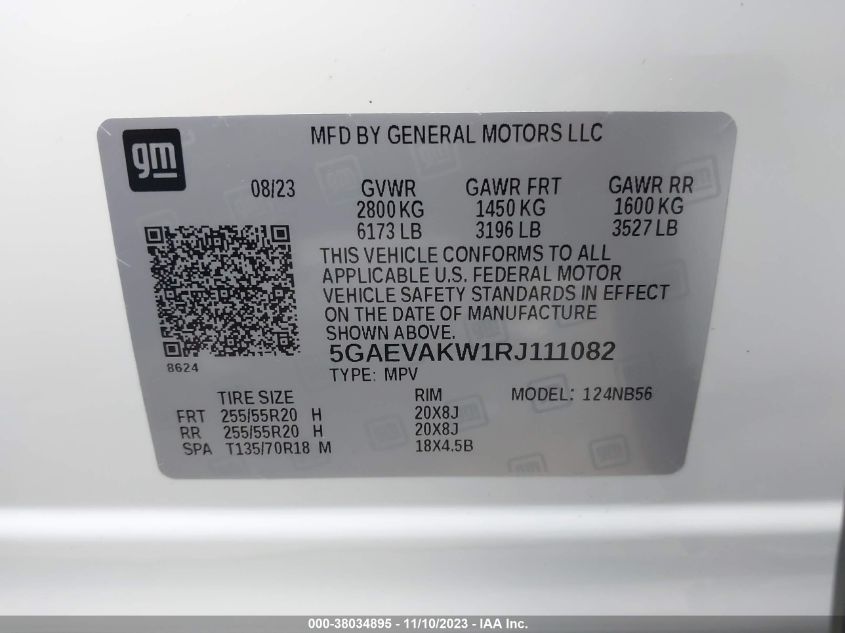 gm
MFD BY GENERAL MOTORS LLC
08/23 GVWR GAWR FRT GAWR RR
2800 KG 1450 KG 1600 KG
6173 LB 3196 LB 3527 LB
THIS VEHICLE CONFORMS TO ALL
APPLICABLE U.S. FEDERAL MOTOR
VEHICLE SAFETY STANDARDS IN EFFECT
ON THE DATE OF MANUFACTURE
SHOWN ABOVE.
8624
5GAEVAKW1RJ111082
TYPE: MPV
TIRE SIZE RIM MODEL: 124NB56
FRT 255/55R20 H 20X8J
RR 255/55R20 H 20X8J
SPA T135/70R18 M 18X4.5B
000-38034895 - 11/10/2023 - IAA Inc.